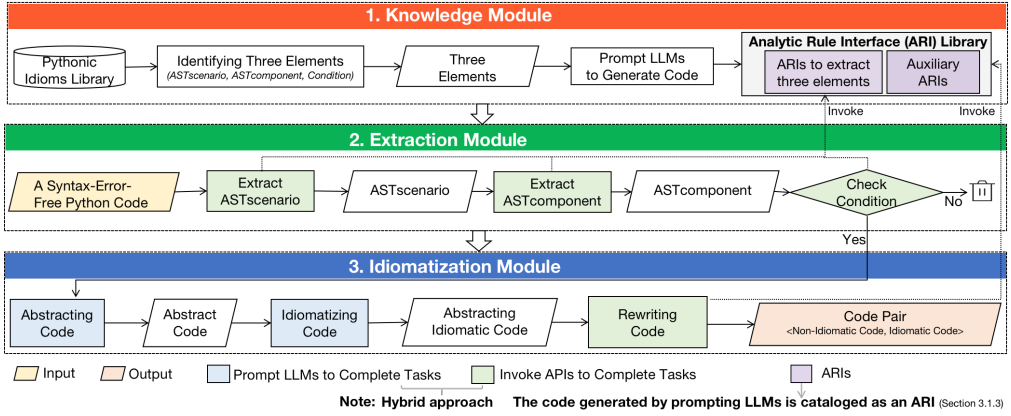 1. Knowledge Module
Pythonic
Idioms Library
Identifying Three Elements
(ASTscenario, ASTcomponent, Condition)
Three
Elements
Prompt LLMs
to Generate Code
Analytic Rule Interface (ARI) Library
ARIs to extract
three elements
Auxiliary
ARIs
Invoke
Invoke
2. Extraction Module
A Syntax-Error-
Free Python Code
Extract
ASTscenario
ASTscenario
Extract
ASTcomponent
ASTcomponent
Check
Condition
No
Yes
3. Idiomatization Module
Abstracting
Code
Abstract
Code
Idiomatizing
Code
Abstracting
Idiomatic Code
Rewriting
Code
Code Pair
<Non-Idiomatic Code, Idiomatic Code>
Input
Output
Prompt LLMs to Complete Tasks
Invoke APIs to Complete Tasks
ARIs
Note: Hybrid approach
The code generated by prompting LLMs is cataloged as an ARI (Section 3.1.3)